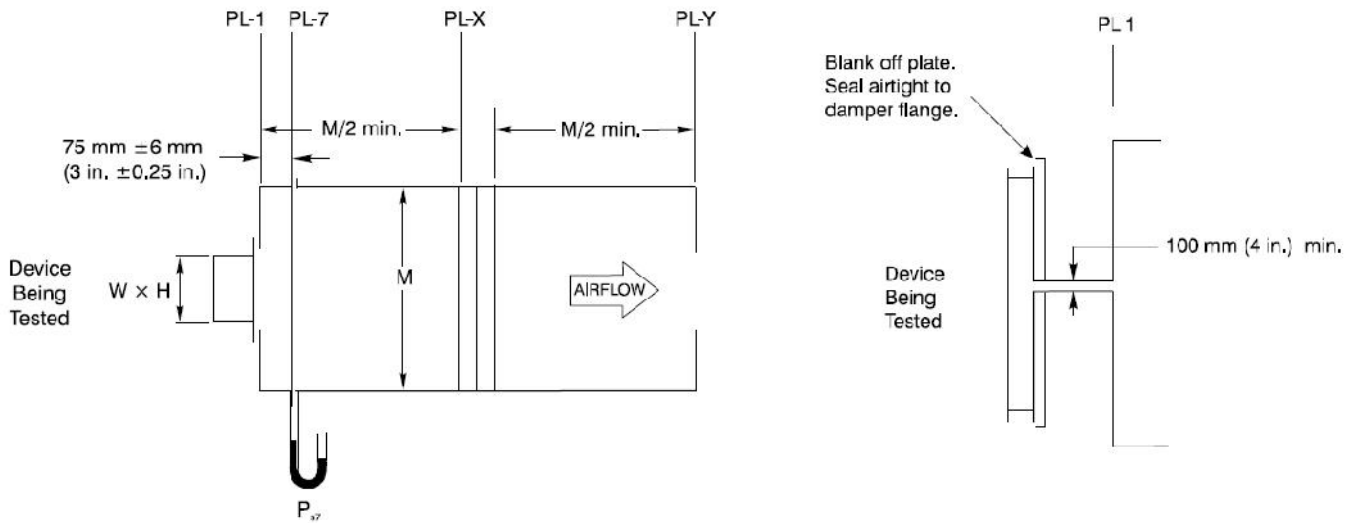 PL-1 PL-7 PL-X PL-Y
M/2 min. M/2 min.
75 mm ±6 mm
(3 in. ±0.25 in.)
Device
Being
Tested
W × H
M
AIRFLOW
PL 1
Blank off plate.
Seal airtight to
damper flange.
100 mm (4 in.) min.
Device
Being
Tested